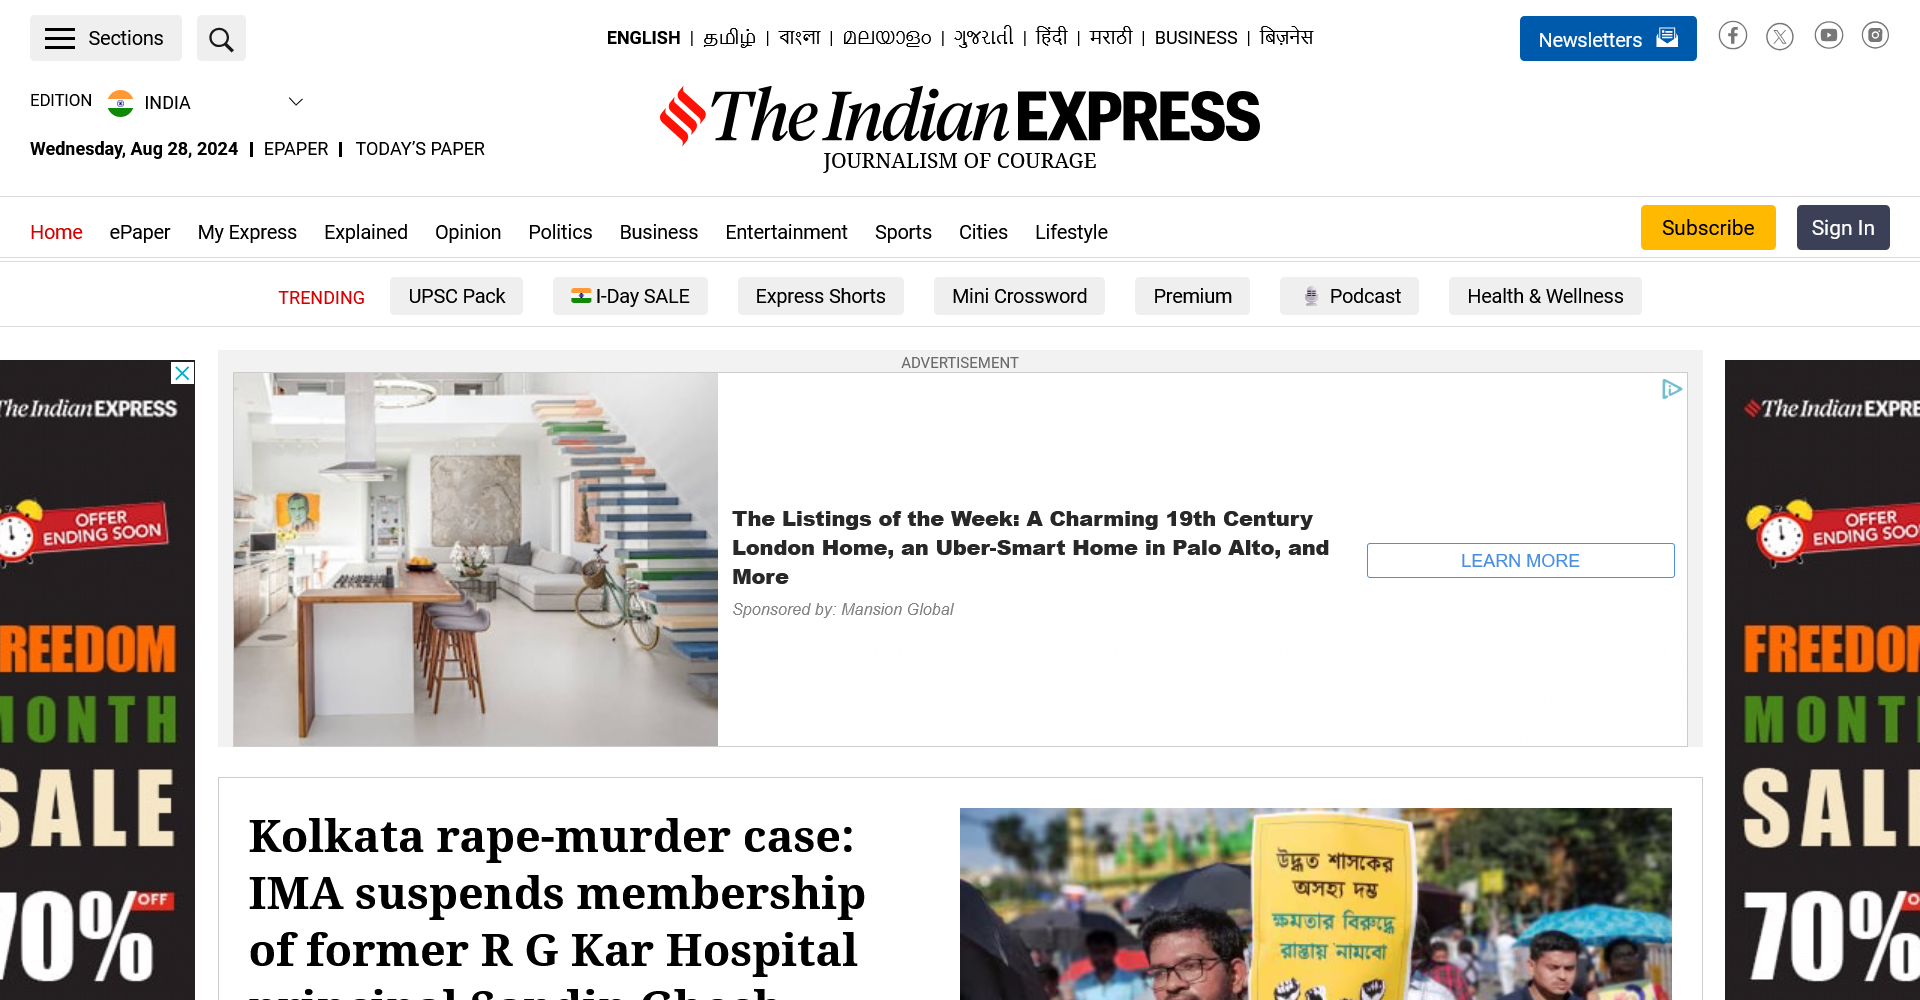 Sections
ENGLISH | தமிழ் | বাংলা | മലയാളം | ગુજરાતી | हिंदी | मराठी | BUSINESS | बिज़नेस
Newsletters
EDITION INDIA
The Indian EXPRESS
JOURNALISM OF COURAGE
Wednesday, Aug 28, 2024 | EPAPER | TODAY’S PAPER
Home ePaper My Express Explained Opinion Politics Business Entertainment Sports Cities Lifestyle
Subscribe Sign In
TRENDING UPSC Pack I-Day SALE Express Shorts Mini Crossword Premium Podcast Health & Wellness
ADVERTISEMENT
The Indian EXPRESS
OFFER
ENDING SOON
FREEDOM
MONTH
SALE
70%
OFF
The Listings of the Week: A Charming 19th Century
London Home, an Uber-Smart Home in Palo Alto, and
More
Sponsored by: Mansion Global
LEARN MORE
The Indian EXPRE
OFFER
ENDING SOO
FREEDO
MONT
SAL
70%
Kolkata rape-murder case:
IMA suspends membership
of former R G Kar Hospital
principal Sandip Ghosh
উদ্ধত শাসকের
অসহ্য দম্ভ
ক্ষমতার বিরুদ্ধে
রাস্তায় নামবো